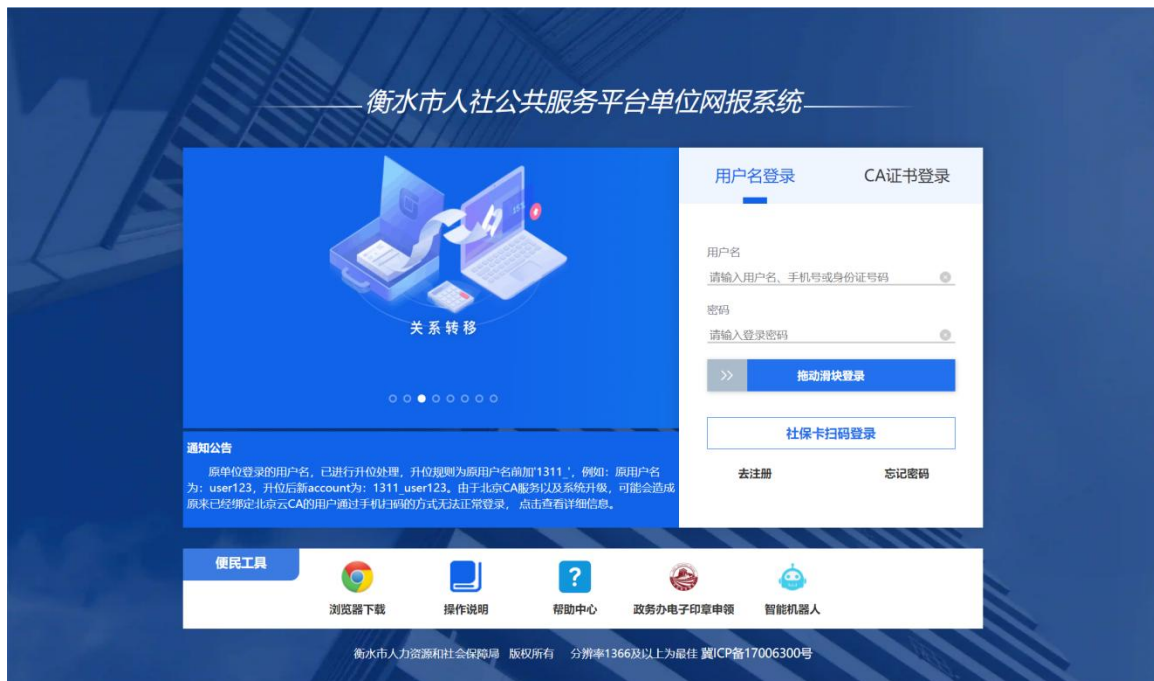 衡水市人社公共服务平台单位网报系统
用户名登录
CA证书登录
关系转移
用户名
请输入用户名、手机号或身份证号码
密码
请输入登录密码
拖动滑块登录
社保卡扫码登录
去注册
忘记密码
通知公告
原单位登录的用户名，已进行升位处理，升位规则为原用户名前加'1311_'，例如：原用户名
为：user123，升位后新account为：1311_user123。由于北京CA服务以及系统升级，可能会造成
原来已经绑定北京云CA的用户通过手机扫码的方式无法正常登录， 点击查看详细信息。
便民工具
浏览器下载
操作说明
帮助中心
政务办电子印章申领
智能机器人
衡水市人力资源和社会保障局 版权所有 分辨率1366及以上为最佳 冀ICP备17006300号